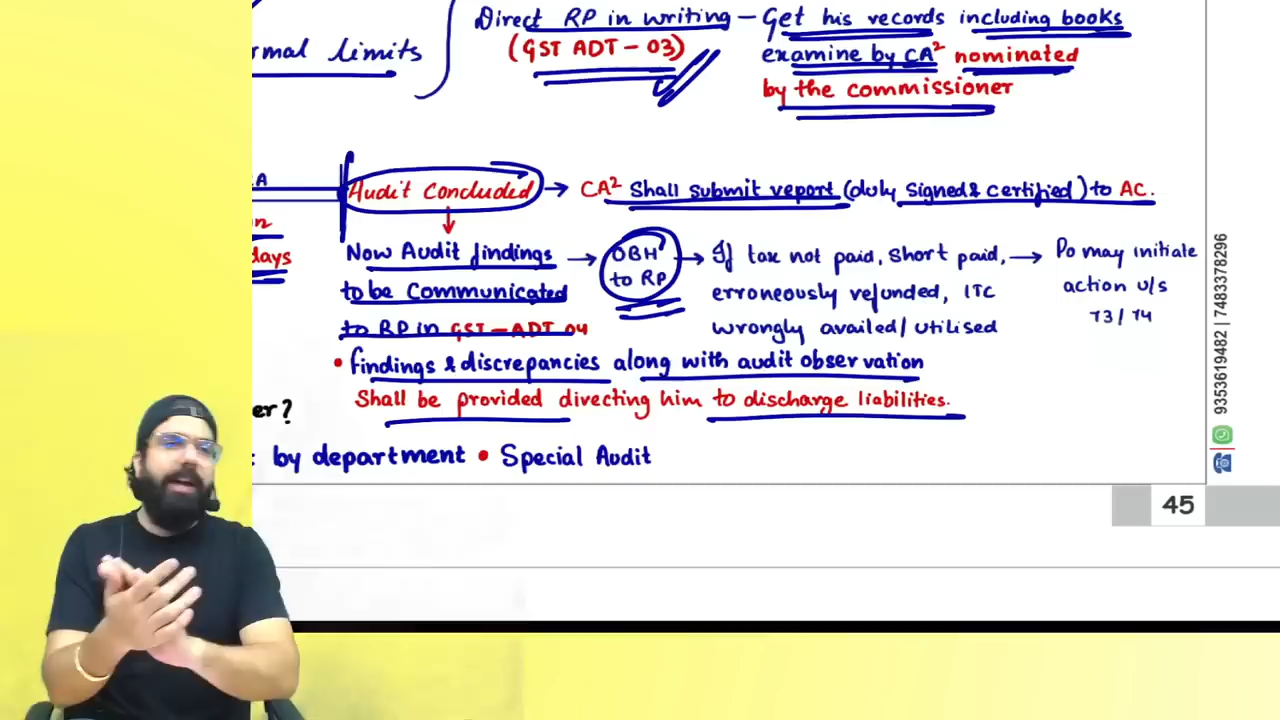 Direct RP in writing – Get his records including books
rmal limits
(GST ADT – 03)
examine by CA² nominated
by the commissioner
A
Audit Concluded → CA² Shall submit report (duly Signed & Certified) to AC.
days
Now Audit findings → OBH → If tax not paid, Short paid, → PO may initiate
to be Communicated
to RP
erroneously refunded, ITC
action u/s
to RP in GST – ADT 04
wrongly availed/utilised
73/74
• findings & discrepancies along with audit observation
Shall be provided directing him to discharge liabilities.
er?
: by department • Special Audit
9353619482 | 7483378296
45